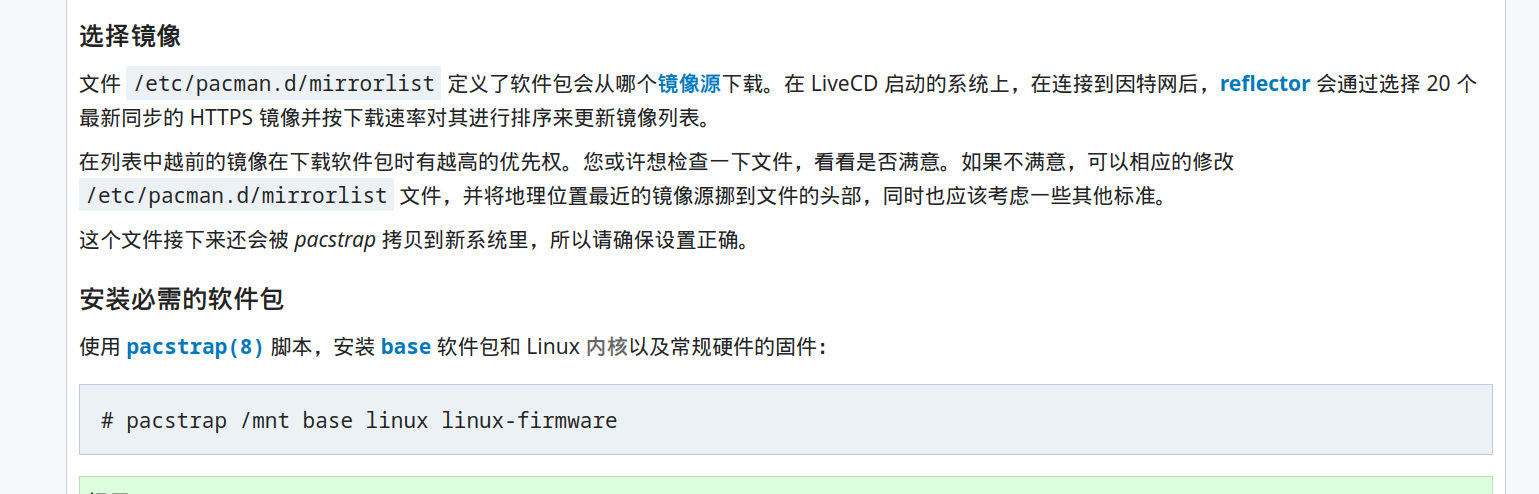 选择镜像
文件 /etc/pacman.d/mirrorlist 定义了软件包会从哪个镜像源下载。在 LiveCD 启动的系统上，在连接到因特网后，reflector 会通过选择 20 个
最新同步的 HTTPS 镜像并按下载速率对其进行排序来更新镜像列表。
在列表中越前的镜像在下载软件包时有越高的优先权。您或许想检查一下文件，看看是否满意。如果不满意，可以相应的修改
/etc/pacman.d/mirrorlist 文件，并将地理位置最近的镜像源挪到文件的头部，同时也应该考虑一些其他标准。
这个文件接下来还会被 pacstrap 拷贝到新系统里，所以请确保设置正确。
安装必需的软件包
使用 pacstrap(8) 脚本，安装 base 软件包和 Linux 内核以及常规硬件的固件：
# pacstrap /mnt base linux linux-firmware